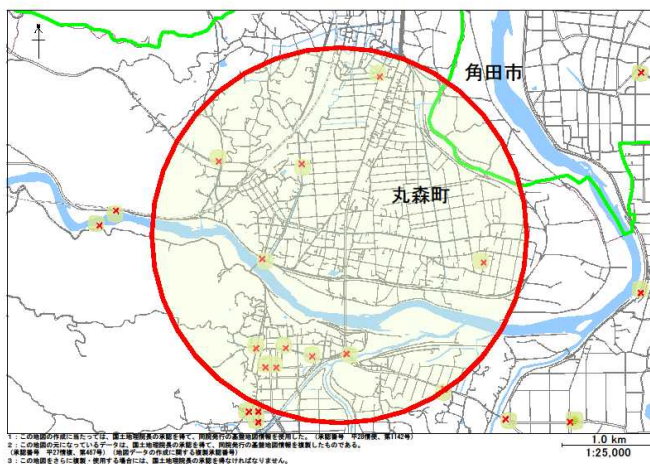 角田市
丸森町
1：この地図の作成に当たっては、国土地理院長の承認を得て、同院発行の基盤地図情報を使用した。（承認番号　平28情使、第1142号）
2：この地図の元になっているデータは、国土地理院長の承認を得て、同院発行の基盤地図情報を複製したものである。
（承認番号　平27情複、第467号）（地図データの作成に関する複製承認番号）
3：この地図をさらに複製・使用する場合には、国土地理院長の承認を得なければなりません。
1.0 km
1:25,000